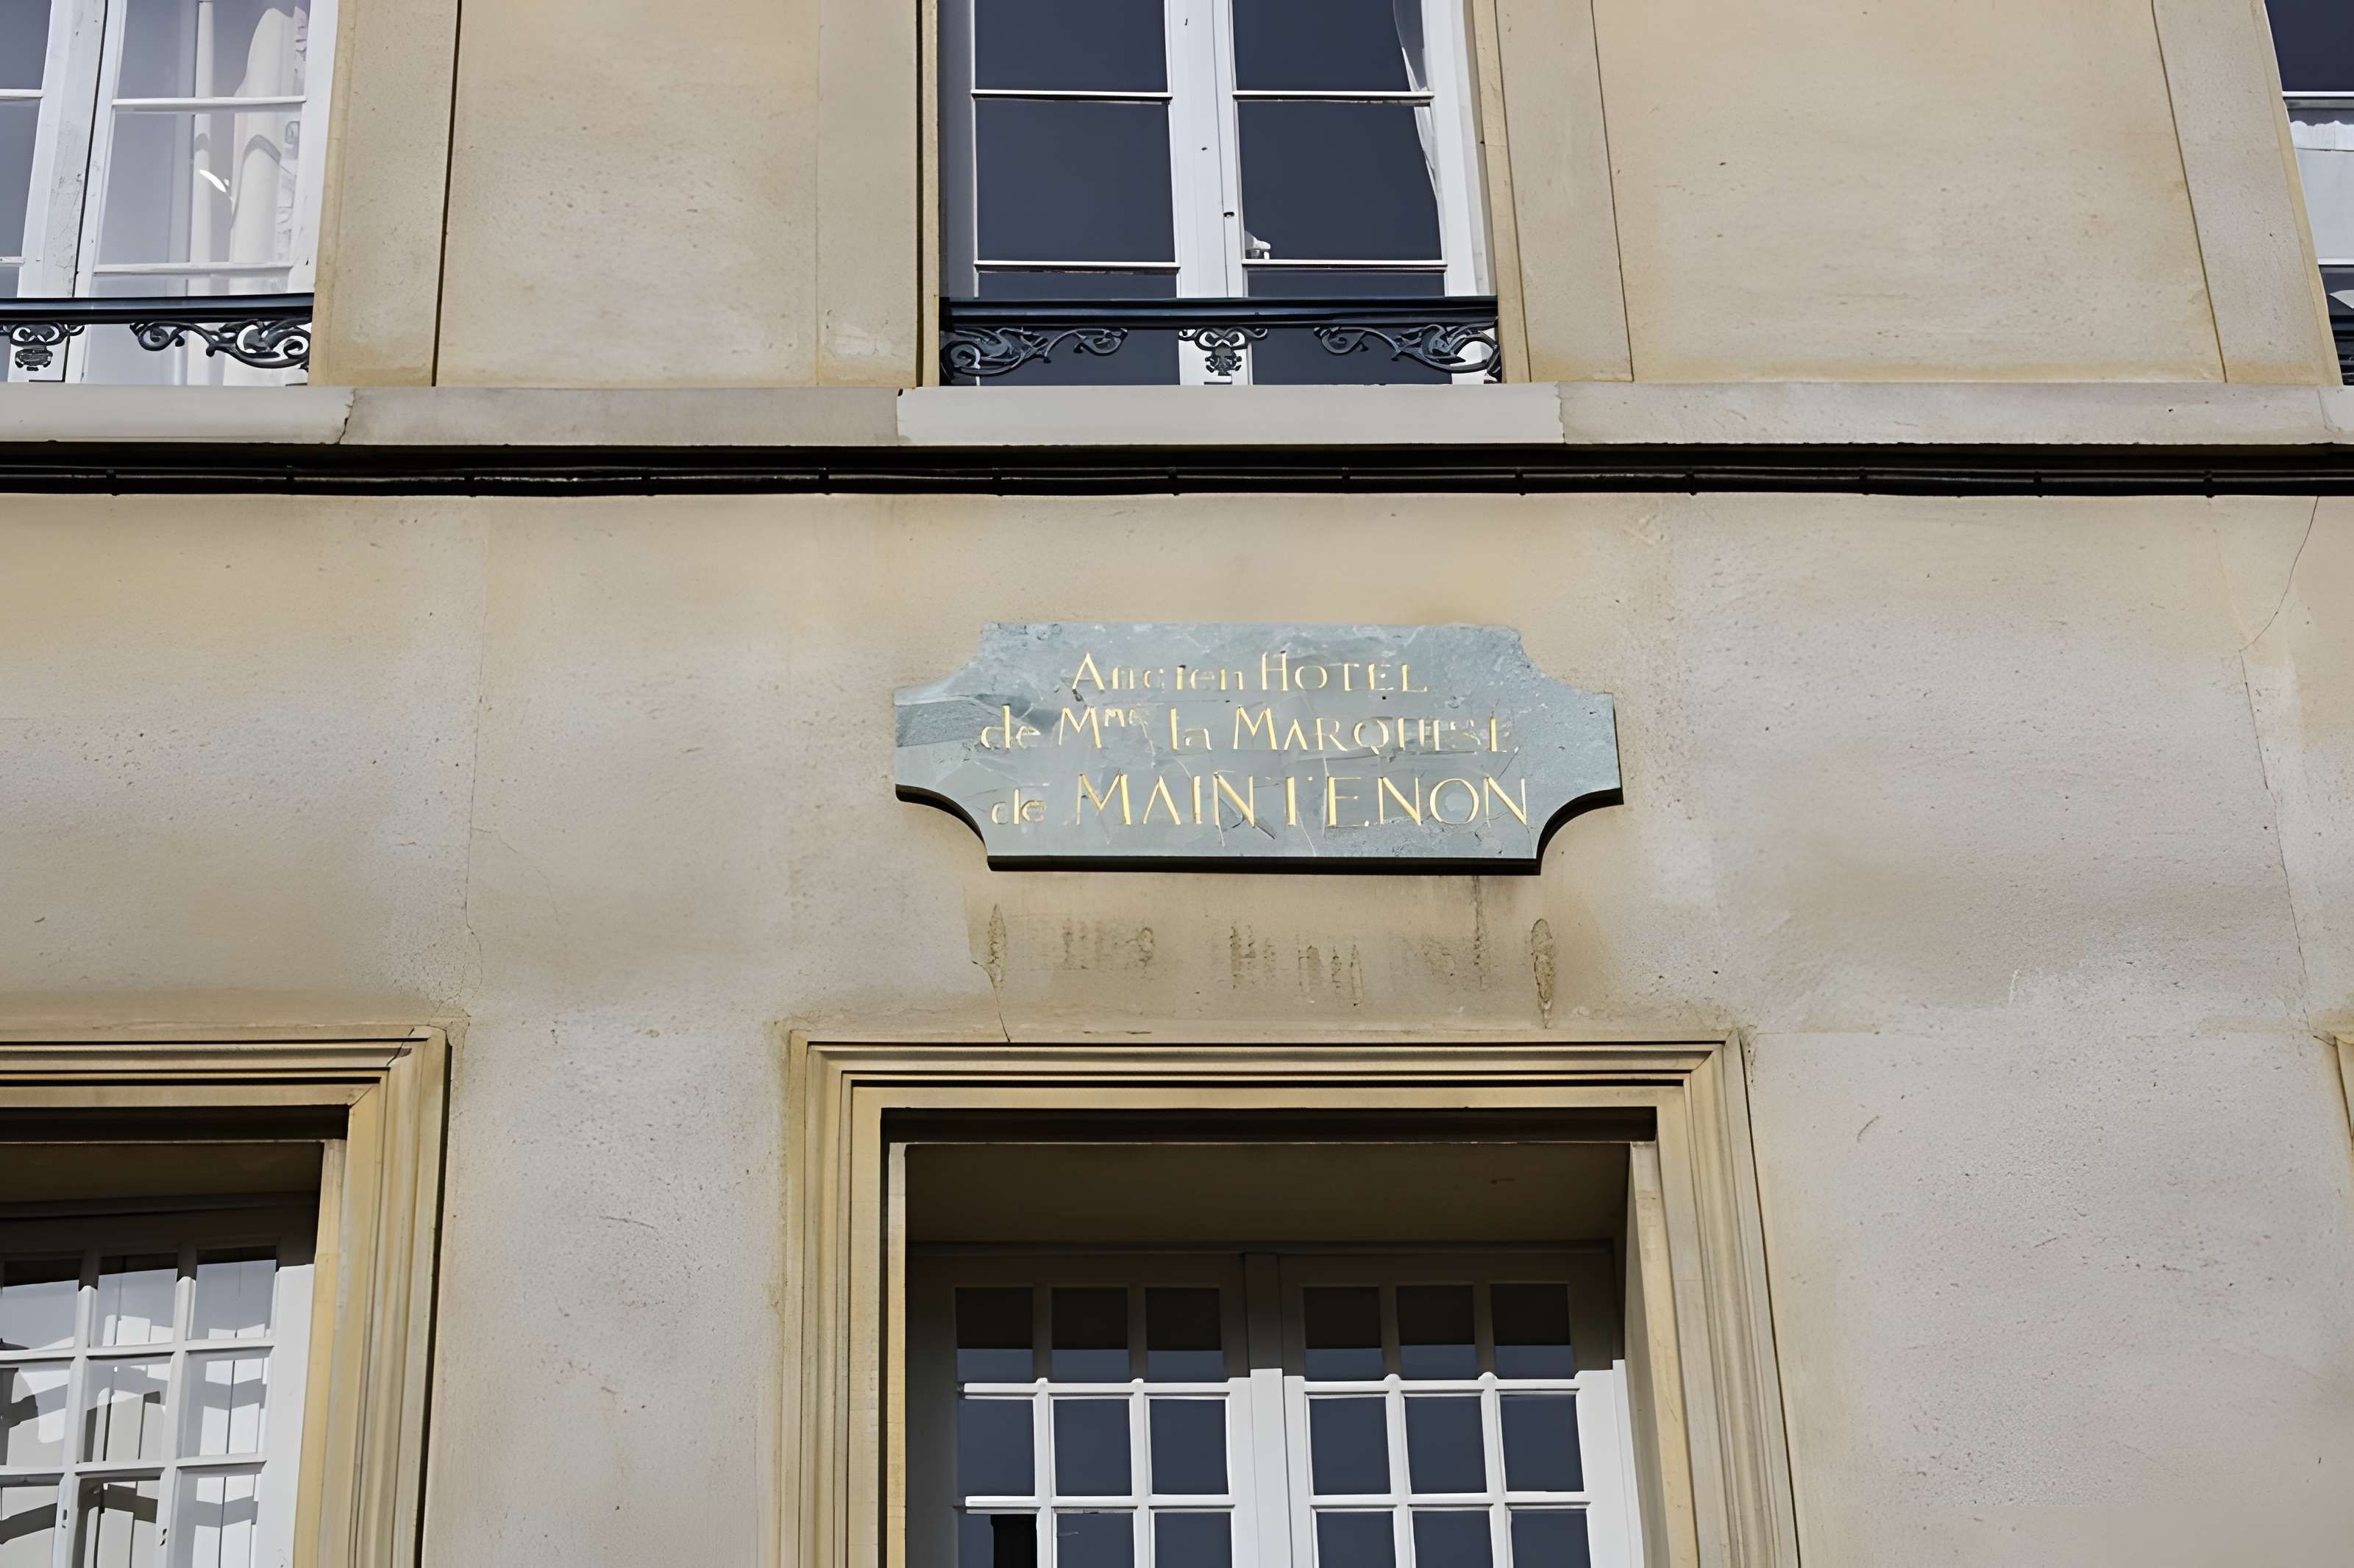 Ancien HOTEL
de Mme la MARQUISE
de MAINTENON